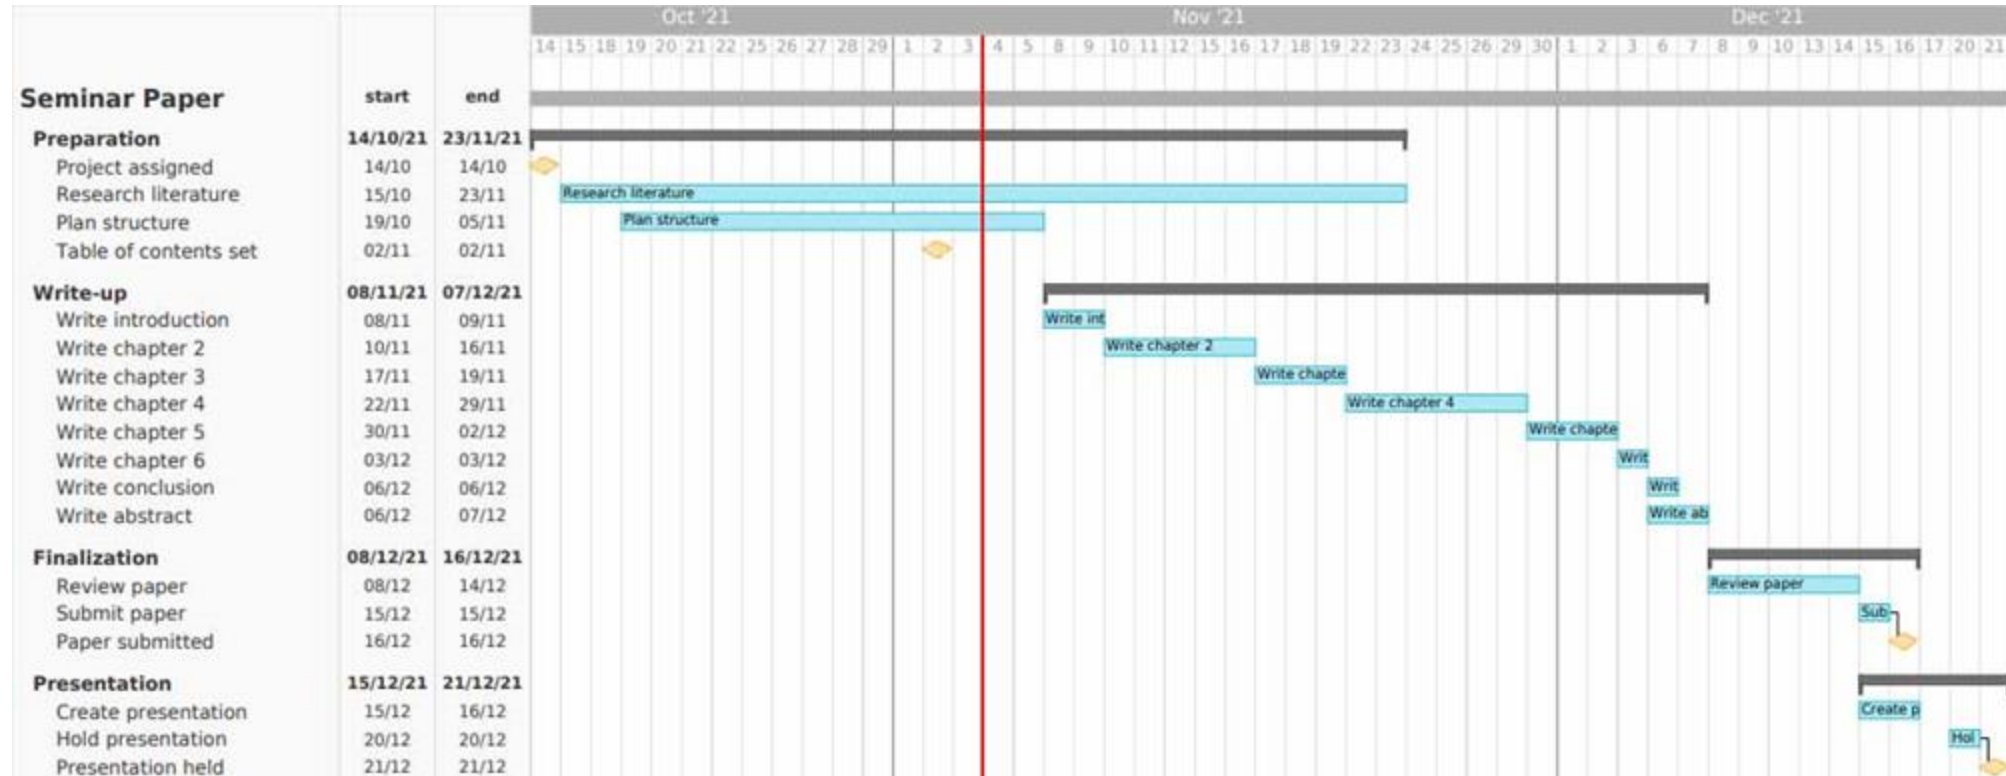 Oct '21 Nov '21 Dec '21
14 15 18 19 20 21 22 25 26 27 28 29 1 2 3 4 5 8 9 10 11 12 15 16 17 18 19 22 23 24 25 26 29 30 1 2 3 6 7 8 9 10 13 14 15 16 17 20 21
Seminar Paper start end
Preparation 14/10/21 23/11/21
Project assigned 14/10 14/10
Research literature 15/10 23/11 Research literature
Plan structure 19/10 05/11 Plan structure
Table of contents set 02/11 02/11
Write-up 08/11/21 07/12/21
Write introduction 08/11 09/11 Write int
Write chapter 2 10/11 16/11 Write chapter 2
Write chapter 3 17/11 19/11 Write chapte
Write chapter 4 22/11 29/11 Write chapter 4
Write chapter 5 30/11 02/12 Write chapte
Write chapter 6 03/12 03/12 Writ
Write conclusion 06/12 06/12 Writ
Write abstract 06/12 07/12 Write ab
Finalization 08/12/21 16/12/21
Review paper 08/12 14/12 Review paper
Submit paper 15/12 15/12 Sub
Paper submitted 16/12 16/12
Presentation 15/12/21 21/12/21
Create presentation 15/12 16/12 Create p
Hold presentation 20/12 20/12 Hol
Presentation held 21/12 21/12